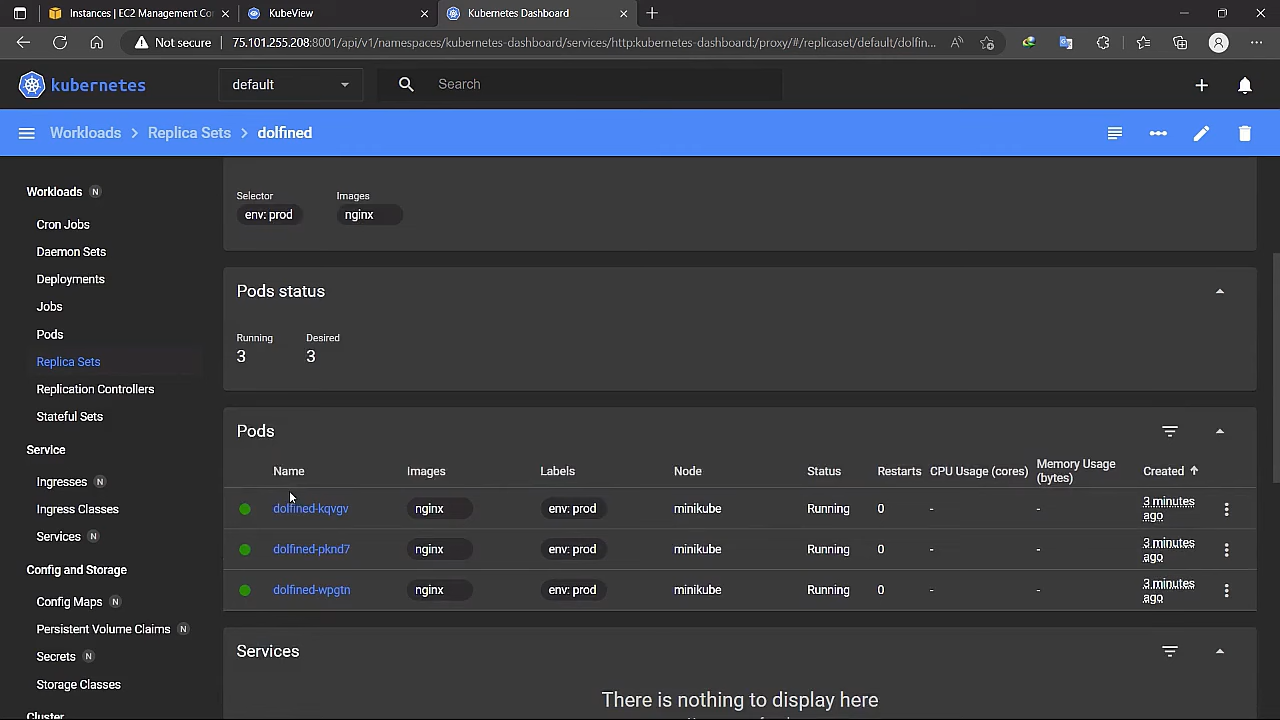 Instances | EC2 Management Co
KubeView
Kubernetes Dashboard
Not secure
75.101.255.208:8001/api/v1/namespaces/kubernetes-dashboard/services/http:kubernetes-dashboard:/proxy/#/replicaset/default/dolfin...
kubernetes
default
Search
Workloads
Replica Sets
dolfined
Workloads N
Cron Jobs
Daemon Sets
Deployments
Jobs
Pods
Replica Sets
Replication Controllers
Stateful Sets
Service
Ingresses N
Ingress Classes
Services N
Config and Storage
Config Maps N
Persistent Volume Claims N
Secrets N
Storage Classes
Cluster
Selector Images
env: prod nginx
Pods status
Running Desired
3 3
Pods
Name Images Labels Node Status Restarts CPU Usage (cores) Memory Usage (bytes) Created
dolfined-kqvgv nginx env: prod minikube Running 0 - - 3 minutes ago
dolfined-pknd7 nginx env: prod minikube Running 0 - - 3 minutes ago
dolfined-wpgtn nginx env: prod minikube Running 0 - - 3 minutes ago
Services
There is nothing to display here